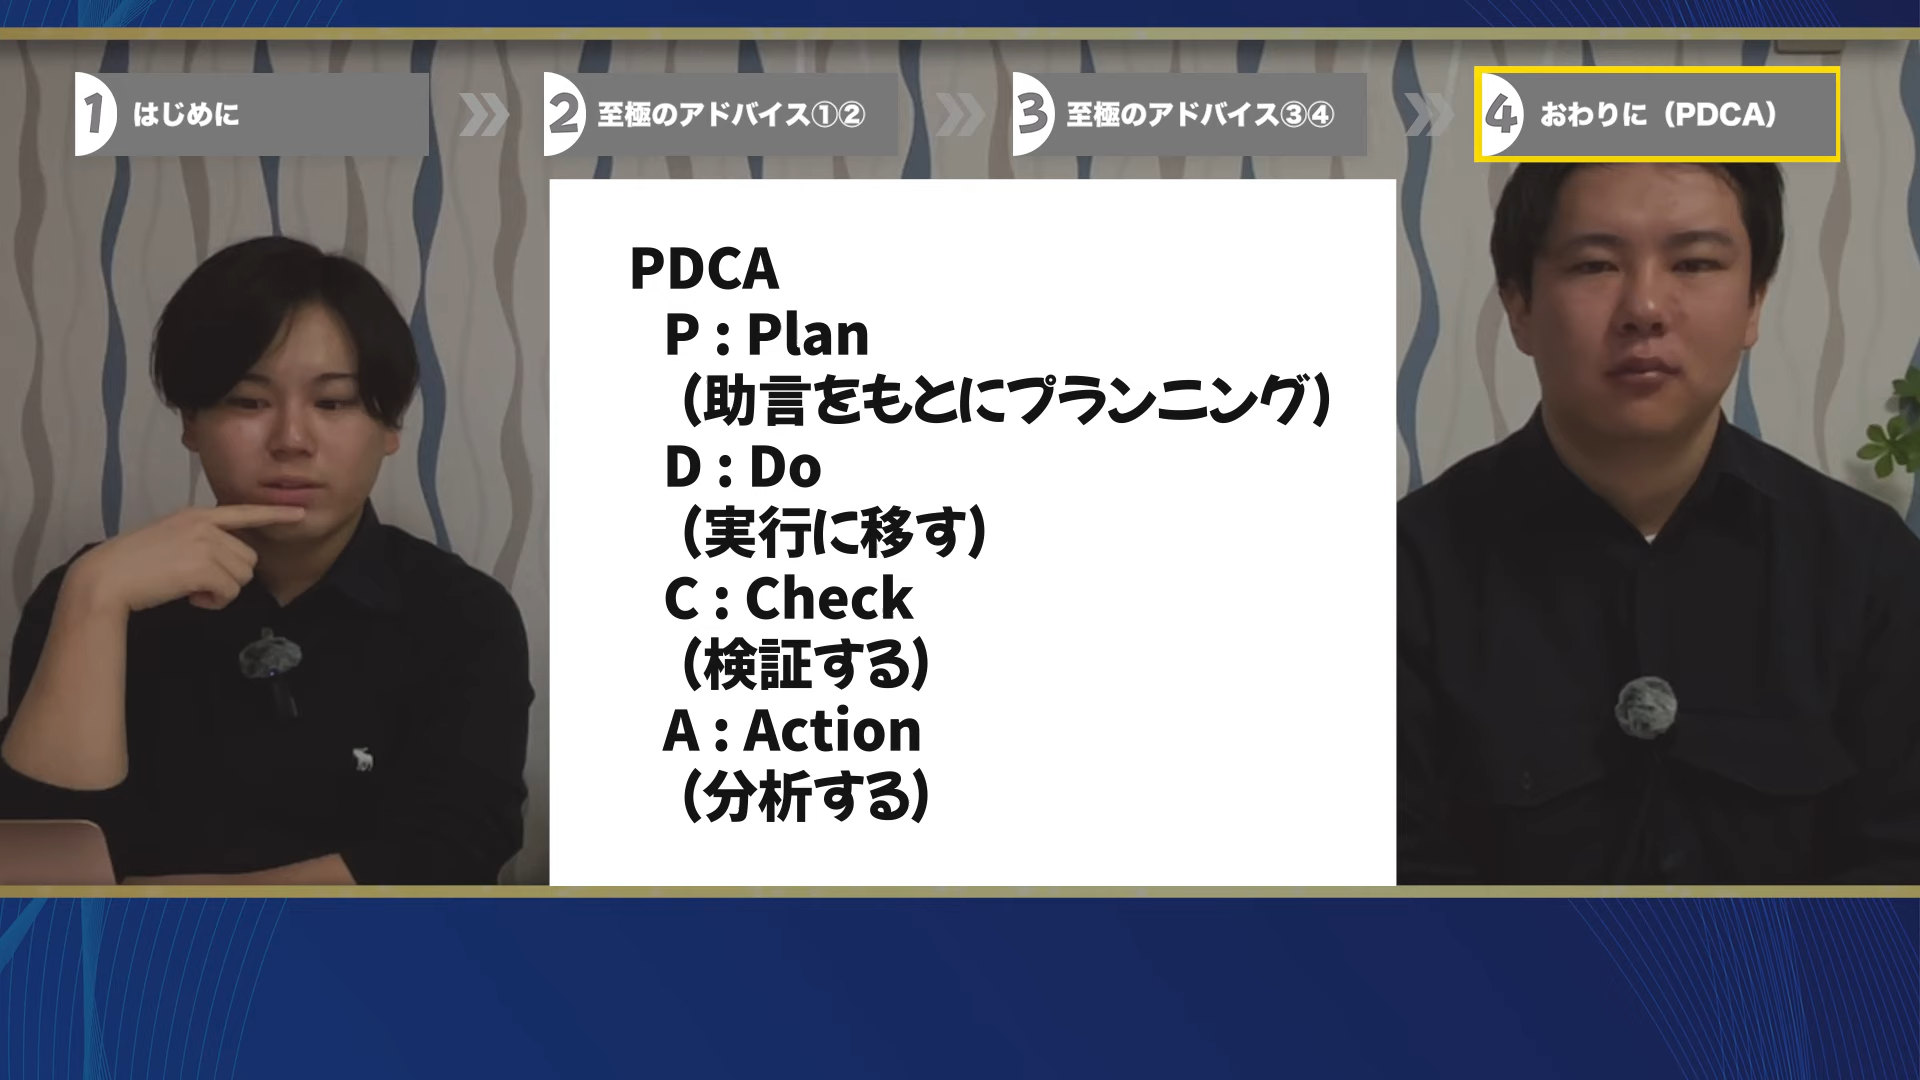 1 はじめに
2 至極のアドバイス①②
3 至極のアドバイス③④
4 おわりに（PDCA）
PDCA
P : Plan
（助言をもとにプランニング）
D : Do
（実行に移す）
C : Check
（検証する）
A : Action
（分析する）